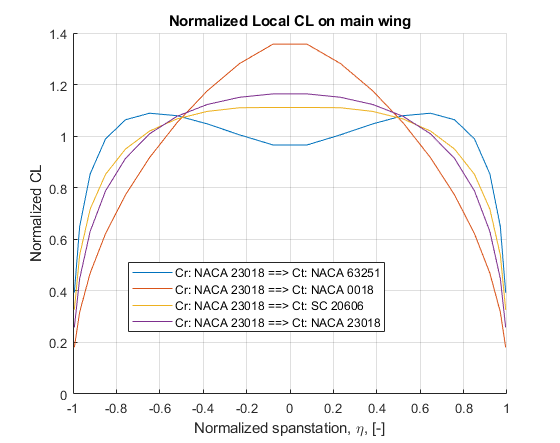 Normalized Local CL on main wing
Normalized CL
1.4
1.2
1
0.8
0.6
0.4
0.2
0
Cr: NACA 23018 ==> Ct: NACA 63251
Cr: NACA 23018 ==> Ct: NACA 0018
Cr: NACA 23018 ==> Ct: SC 20606
Cr: NACA 23018 ==> Ct: NACA 23018
-1 -0.8 -0.6 -0.4 -0.2 0 0.2 0.4 0.6 0.8 1
Normalized spanstation, η, [-]